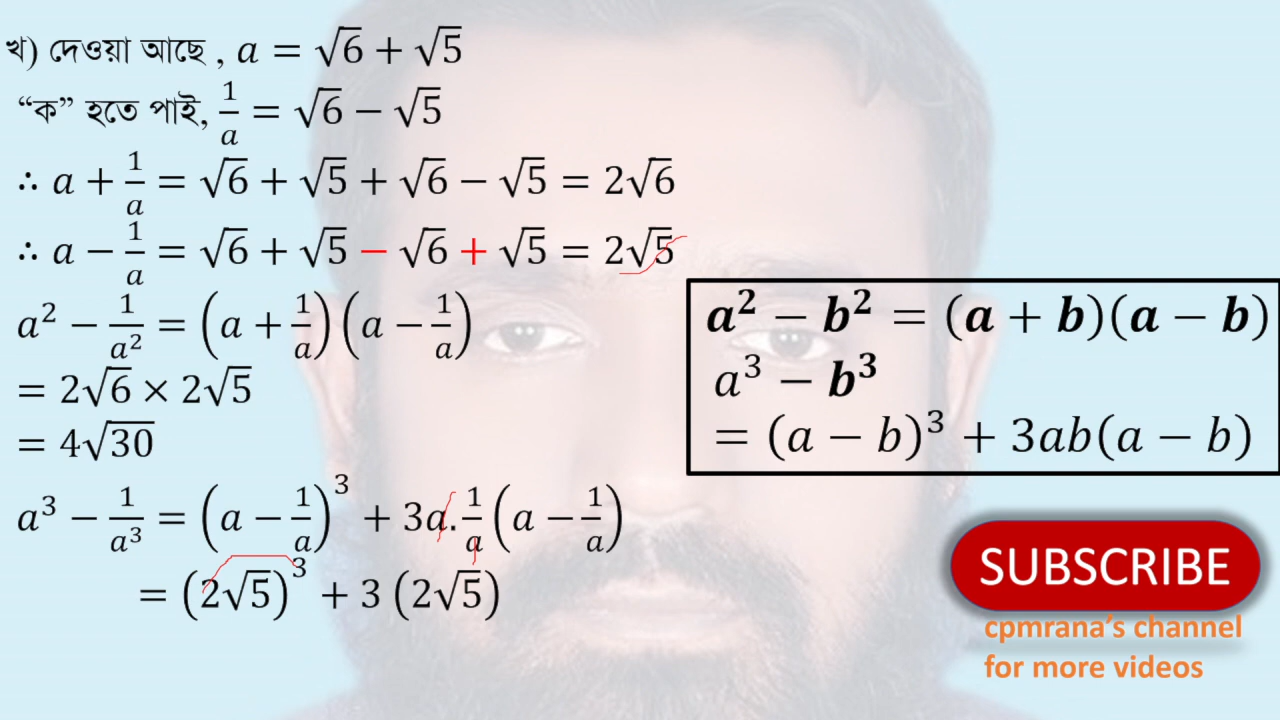 খ) দেওয়া আছে , a = √6 + √5
“ক” হতে পাই, 1/a = √6 − √5
∴ a + 1/a = √6 + √5 + √6 − √5 = 2√6
∴ a − 1/a = √6 + √5 − √6 + √5 = 2√5
a² − 1/a² = (a + 1/a)(a − 1/a)
= 2√6 × 2√5
= 4√30
a³ − 1/a³ = (a − 1/a)³ + 3a.1/a(a − 1/a)
= (2√5)³ + 3 (2√5)
a² − b² = (a + b)(a − b)
a³ − b³
= (a − b)³ + 3ab(a − b)
SUBSCRIBE
cpmrana’s channel
for more videos